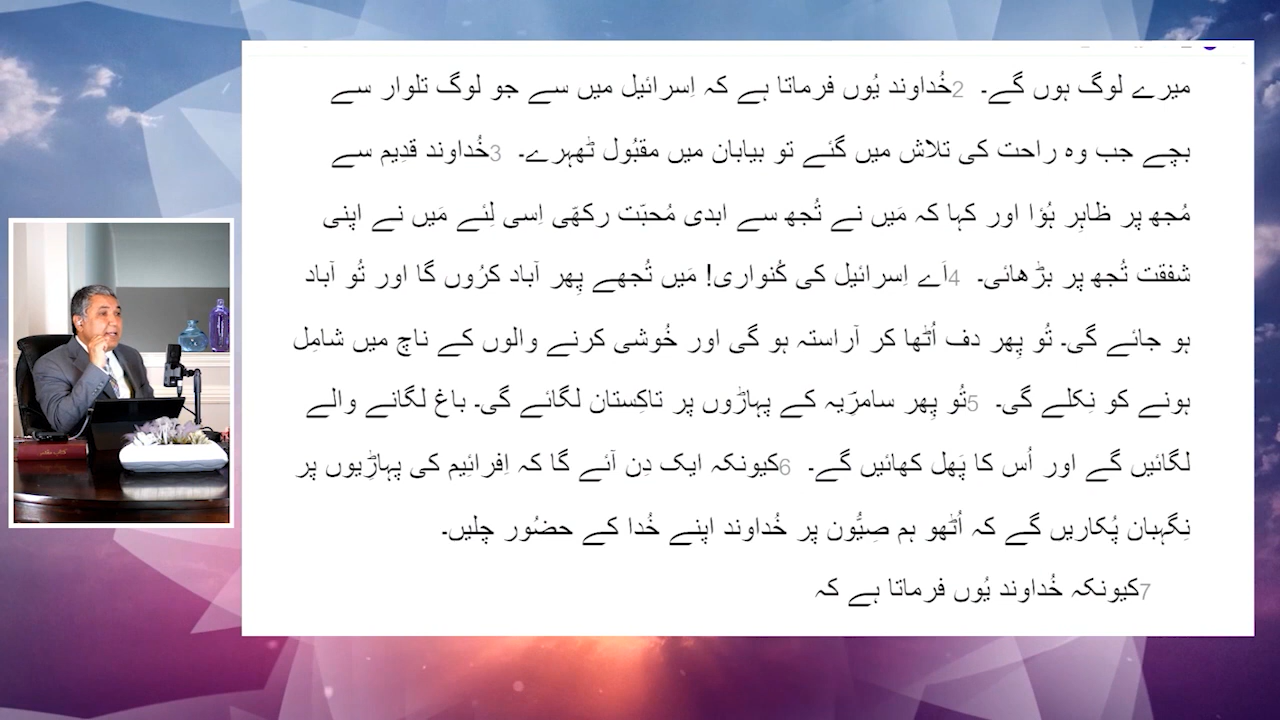 میرے لوگ ہوں گے۔ 2خُداوند یُوں فرماتا ہے کہ اِسرائیل میں سے جو لوگ تلوار سے
بچے جب وہ راحت کی تلاش میں گئے تو بیابان میں مقبُول ٹھہرے۔ 3خُداوند قدِیم سے
مُجھ پر ظاہِر ہُؤا اور کہا کہ مَیں نے تُجھ سے ابدی مُحبّت رکھّی اِسی لِئے مَیں نے اپنی
شفقت تُجھ پر بڑھائی۔ 4اَے اِسرائیل کی کُنواری! مَیں تُجھے پِھر آباد کرُوں گا اور تُو آباد
ہو جائے گی۔ تُو پِھر دف اُٹھا کر آراستہ ہو گی اور خُوشی کرنے والوں کے ناچ میں شامِل
ہونے کو نِکلے گی۔ 5تُو پِھر سامرؔیہ کے پہاڑوں پر تاکِستان لگائے گی۔ باغ لگانے والے
لگائیں گے اور اُس کا پَھل کھائیں گے۔ 6کیونکہ ایک دِن آئے گا کہ اِفرائِیم کی پہاڑِیوں پر
نِگہبان پُکاریں گے کہ اُٹھو ہم صِیُّون پر خُداوند اپنے خُدا کے حضُور چلیں۔
7کیونکہ خُداوند یُوں فرماتا ہے کہ